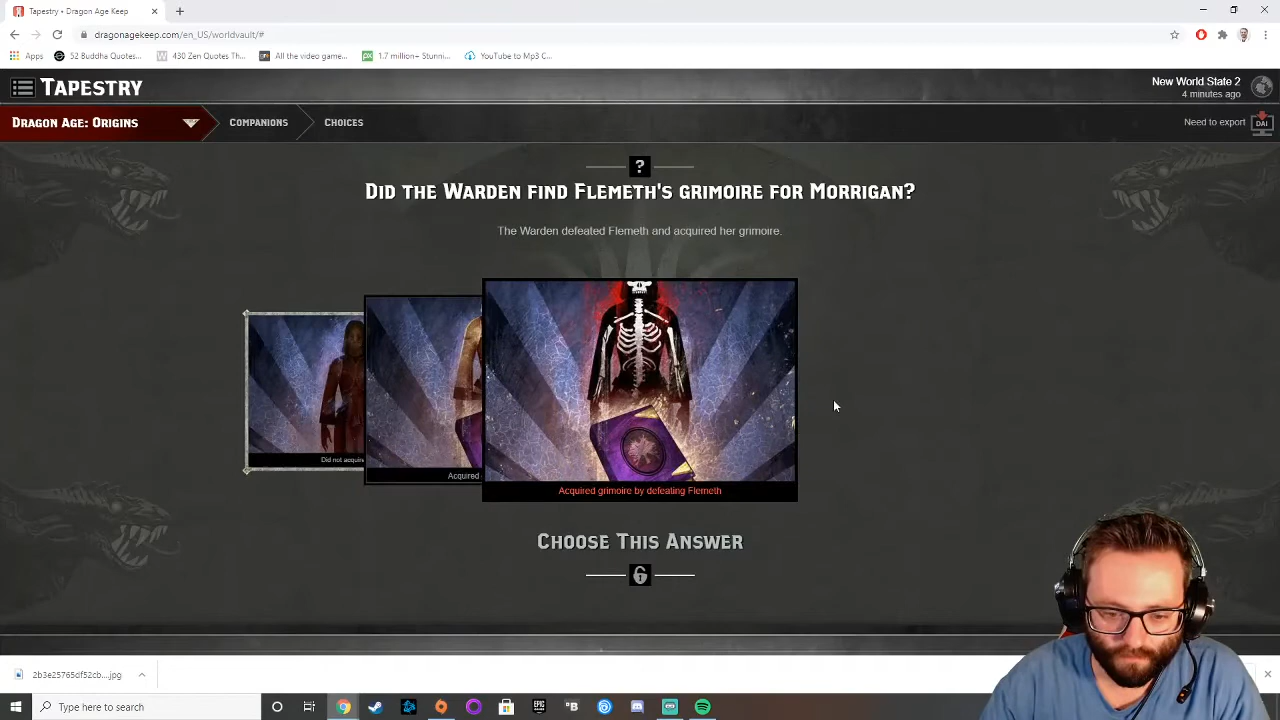 Tapestry • Dragon Age Keep
dragonagekeep.com/en_US/worldvault/#
Apps 52 Buddha Quotes... 430 Zen Quotes Th... All the video game... 1.7 million+ Stunni... YouTube to Mp3 C...
TAPESTRY
New World State 2
4 minutes ago
DRAGON AGE: ORIGINS COMPANIONS CHOICES
Need to export DAI
?
DID THE WARDEN FIND FLEMETH'S GRIMOIRE FOR MORRIGAN?
The Warden defeated Flemeth and acquired her grimoire.
Did not acquire
Acquired
Acquired grimoire by defeating Flemeth
CHOOSE THIS ANSWER
2b3e25765df52cb....jpg
Type here to search
EPIC GAMES
B